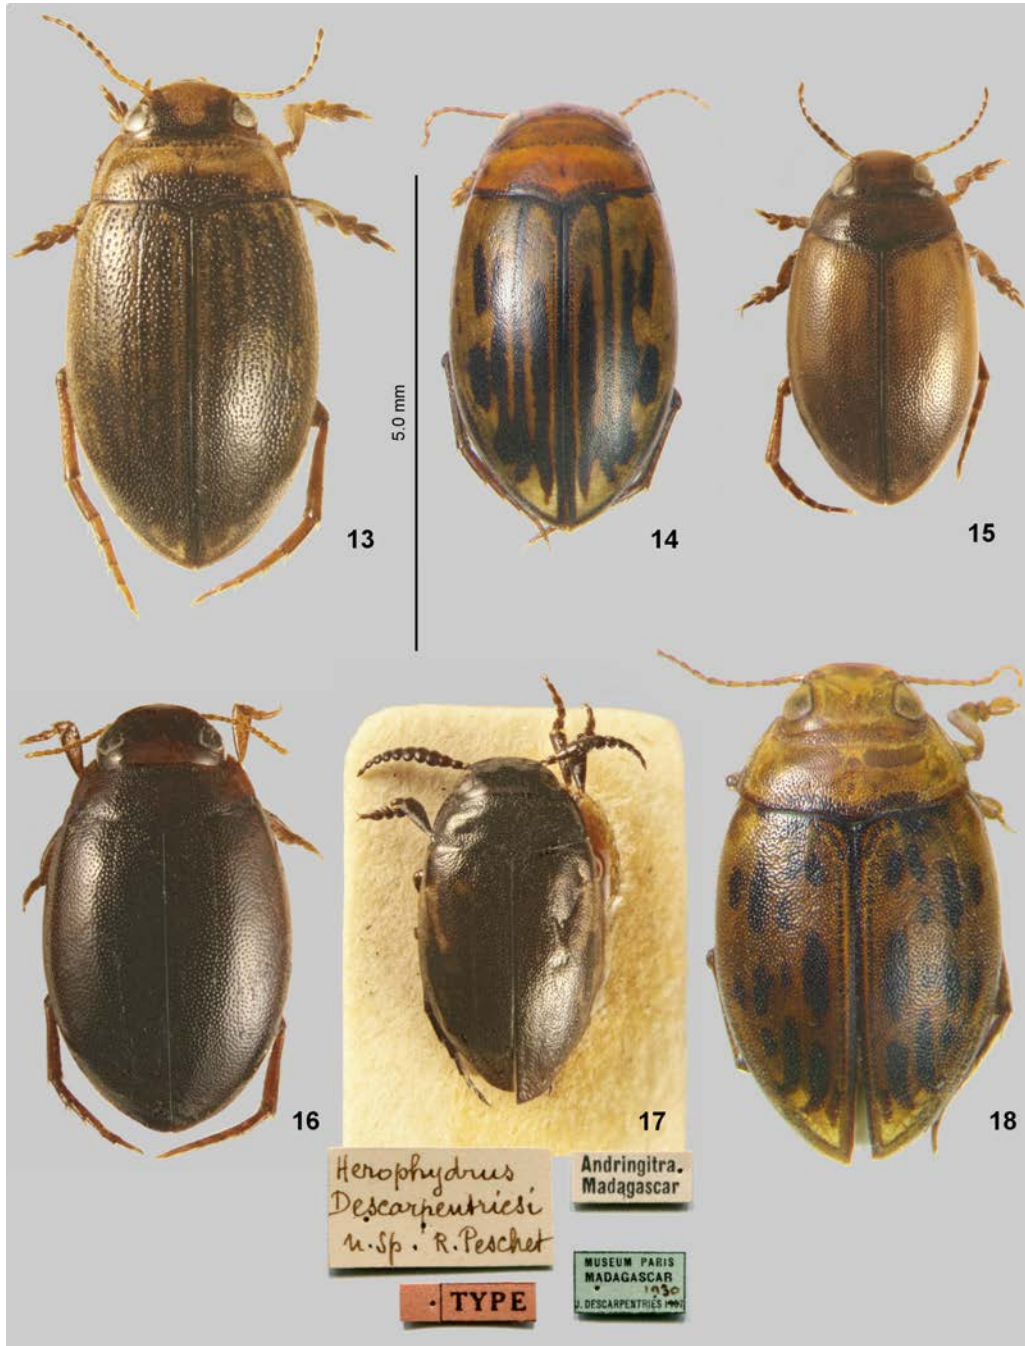 13
14
15
5.0 mm
16
17
18
Herophydrus
Descarpentriesi
n. Sp. R. Peschet
Andringitra.
Madagascar
TYPE
MUSEUM PARIS
MADAGASCAR
1930
J. DESCARPENTRIES